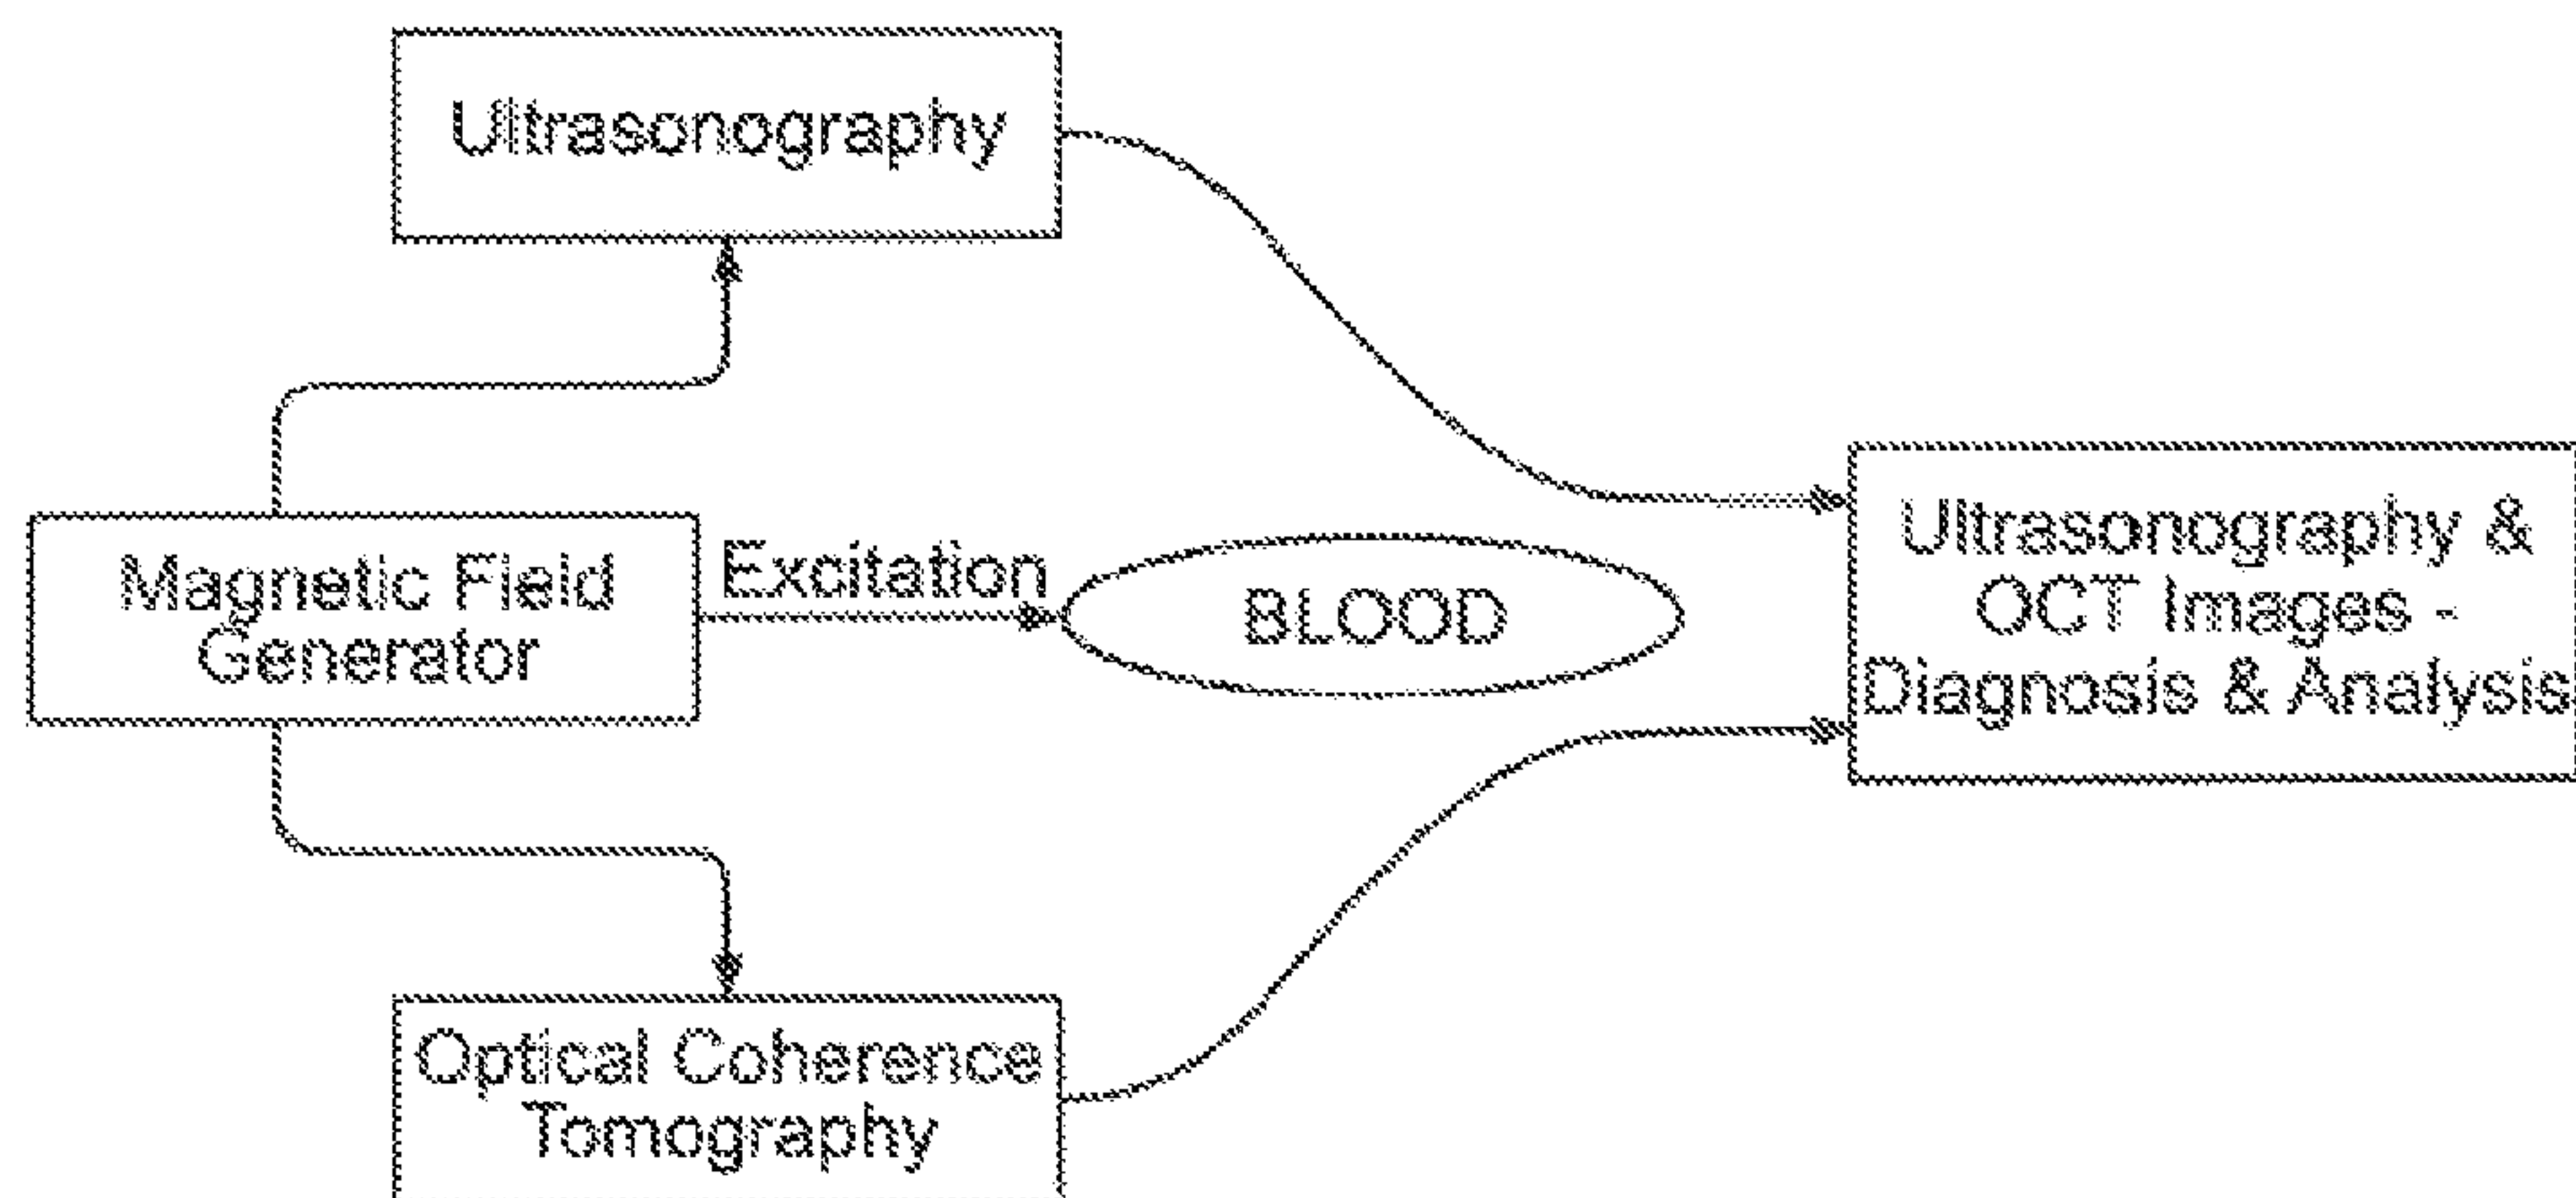 Ultrasonography
Magnetic Field
Generator
Excitation
BLOOD
Ultrasonography &
OCT Images -
Diagnosis & Analysis
Optical Coherence
Tomography